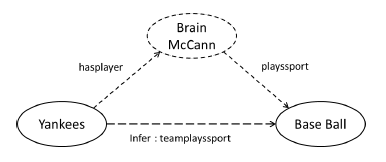 Brain
McCann
hasplayer
playssport
Yankees
Base Ball
Infer : teamplayssport